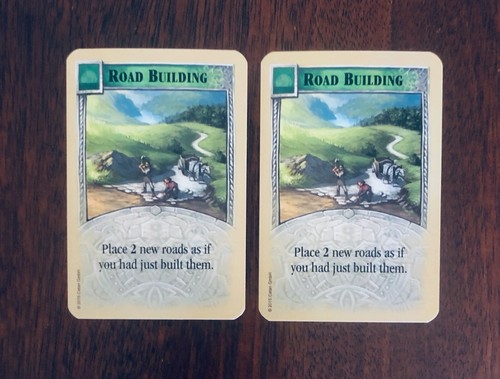 ROAD BUILDING
Place 2 new roads as if
you had just built them.
ROAD BUILDING
Place 2 new roads as if
you had just built them.